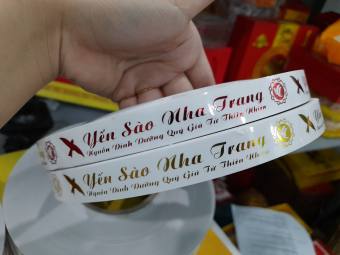 Yến Sào Nha Trang
Nguồn Dinh Dưỡng Quý Giá Từ Thiên Nhiên
Yến Sào Nha Trang
Nguồn Dinh Dưỡng Quý Giá Từ Thiên Nhiên